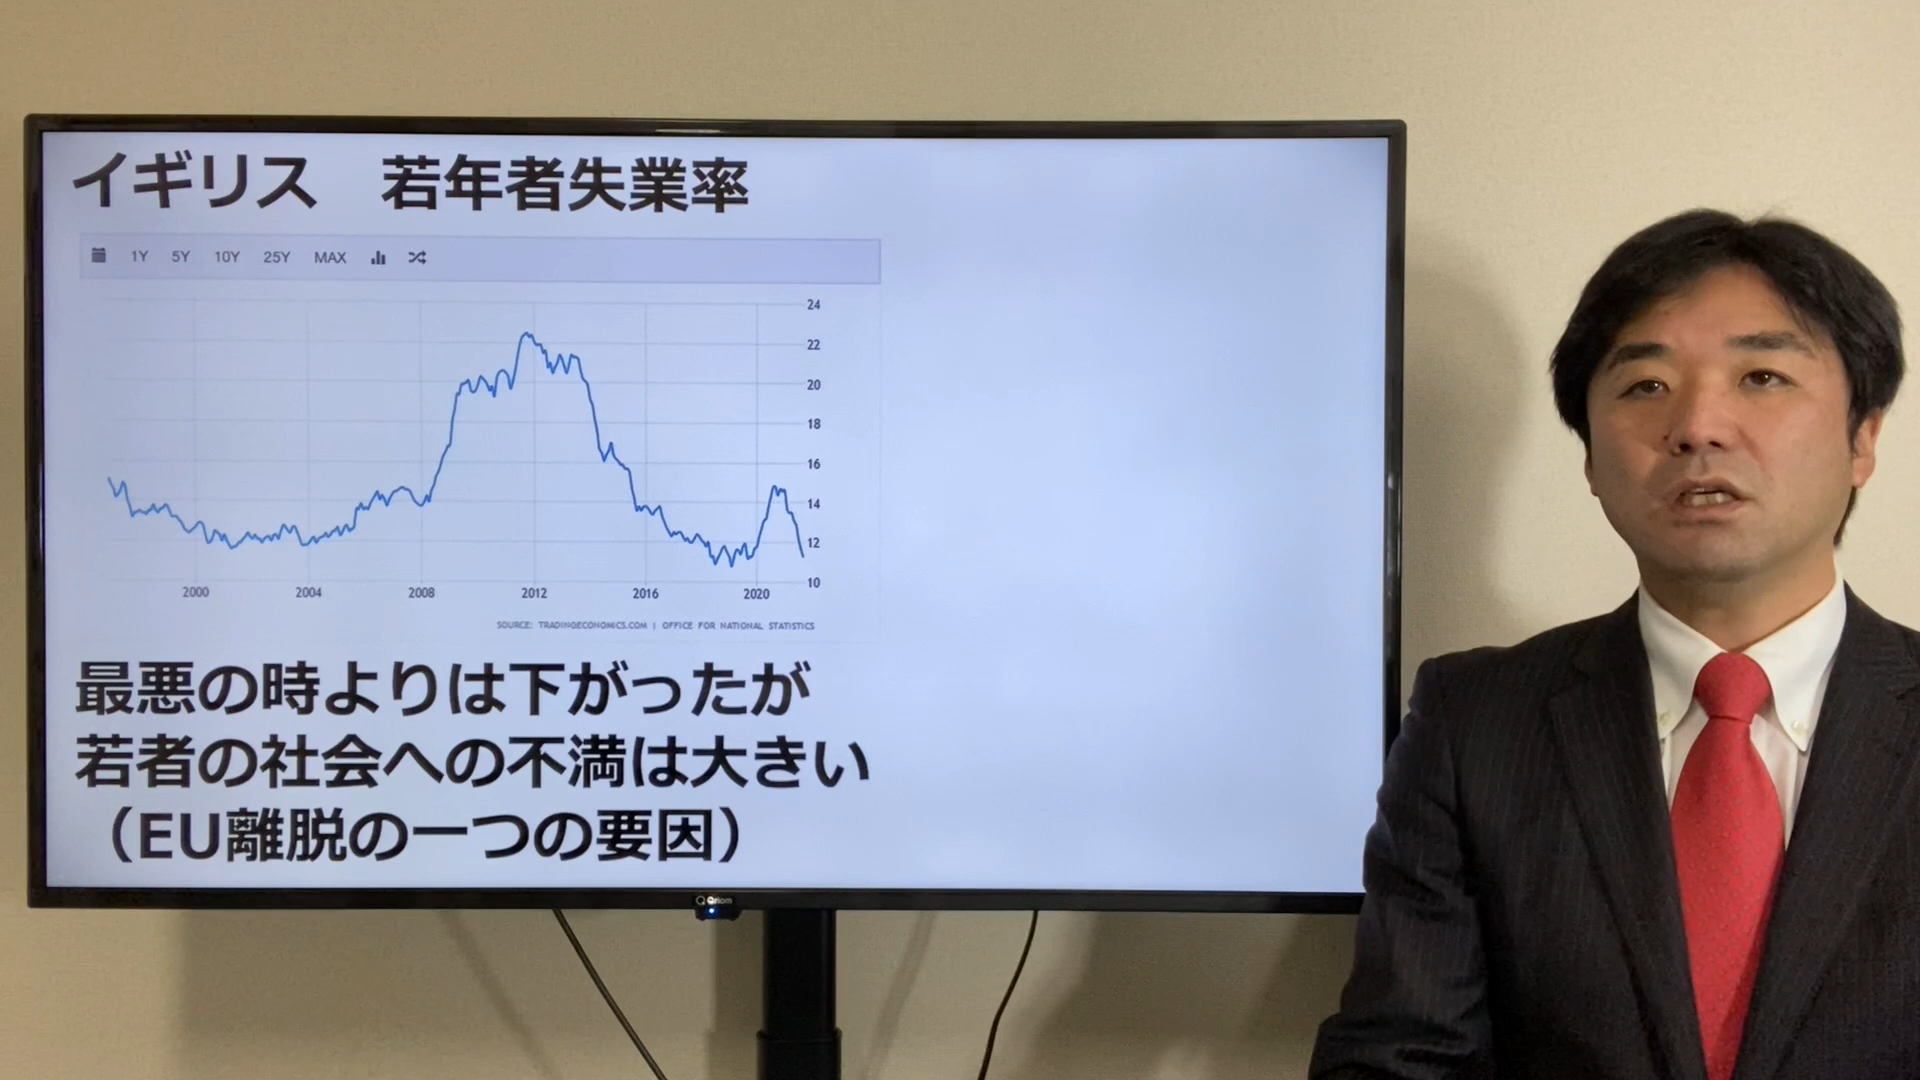 イギリス　若年者失業率
1Y 5Y 10Y 25Y MAX
24
22
20
18
16
14
12
10
2000 2004 2008 2012 2016 2020
SOURCE: TRADINGECONOMICS.COM | OFFICE FOR NATIONAL STATISTICS
最悪の時よりは下がったが
若者の社会への不満は大きい
（EU離脱の一つの要因）
Qriom